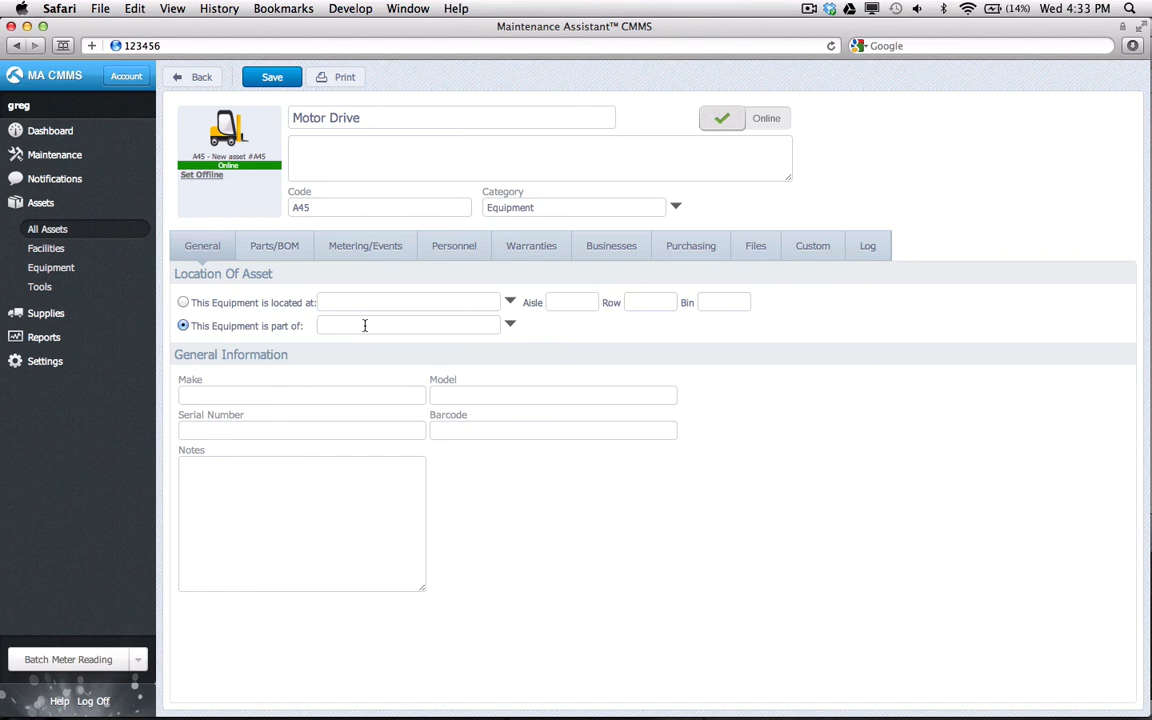 Safari File Edit View History Bookmarks Develop Window Help (14%) Wed 4:33 PM
Maintenance Assistant™ CMMS
123456 Google
MA CMMS Account Back Save Print
greg
Motor Drive Online
Dashboard
Maintenance
A45 - New asset #A45
Online
Set Offline
Notifications
Code Category
Assets
A45 Equipment
All Assets
Facilities
Equipment
Tools
Supplies
Reports
Settings
General Parts/BOM Metering/Events Personnel Warranties Businesses Purchasing Files Custom Log
Location Of Asset
This Equipment is located at: Aisle Row Bin
This Equipment is part of:
General Information
Make Model
Serial Number Barcode
Notes
Batch Meter Reading
Help Log Off